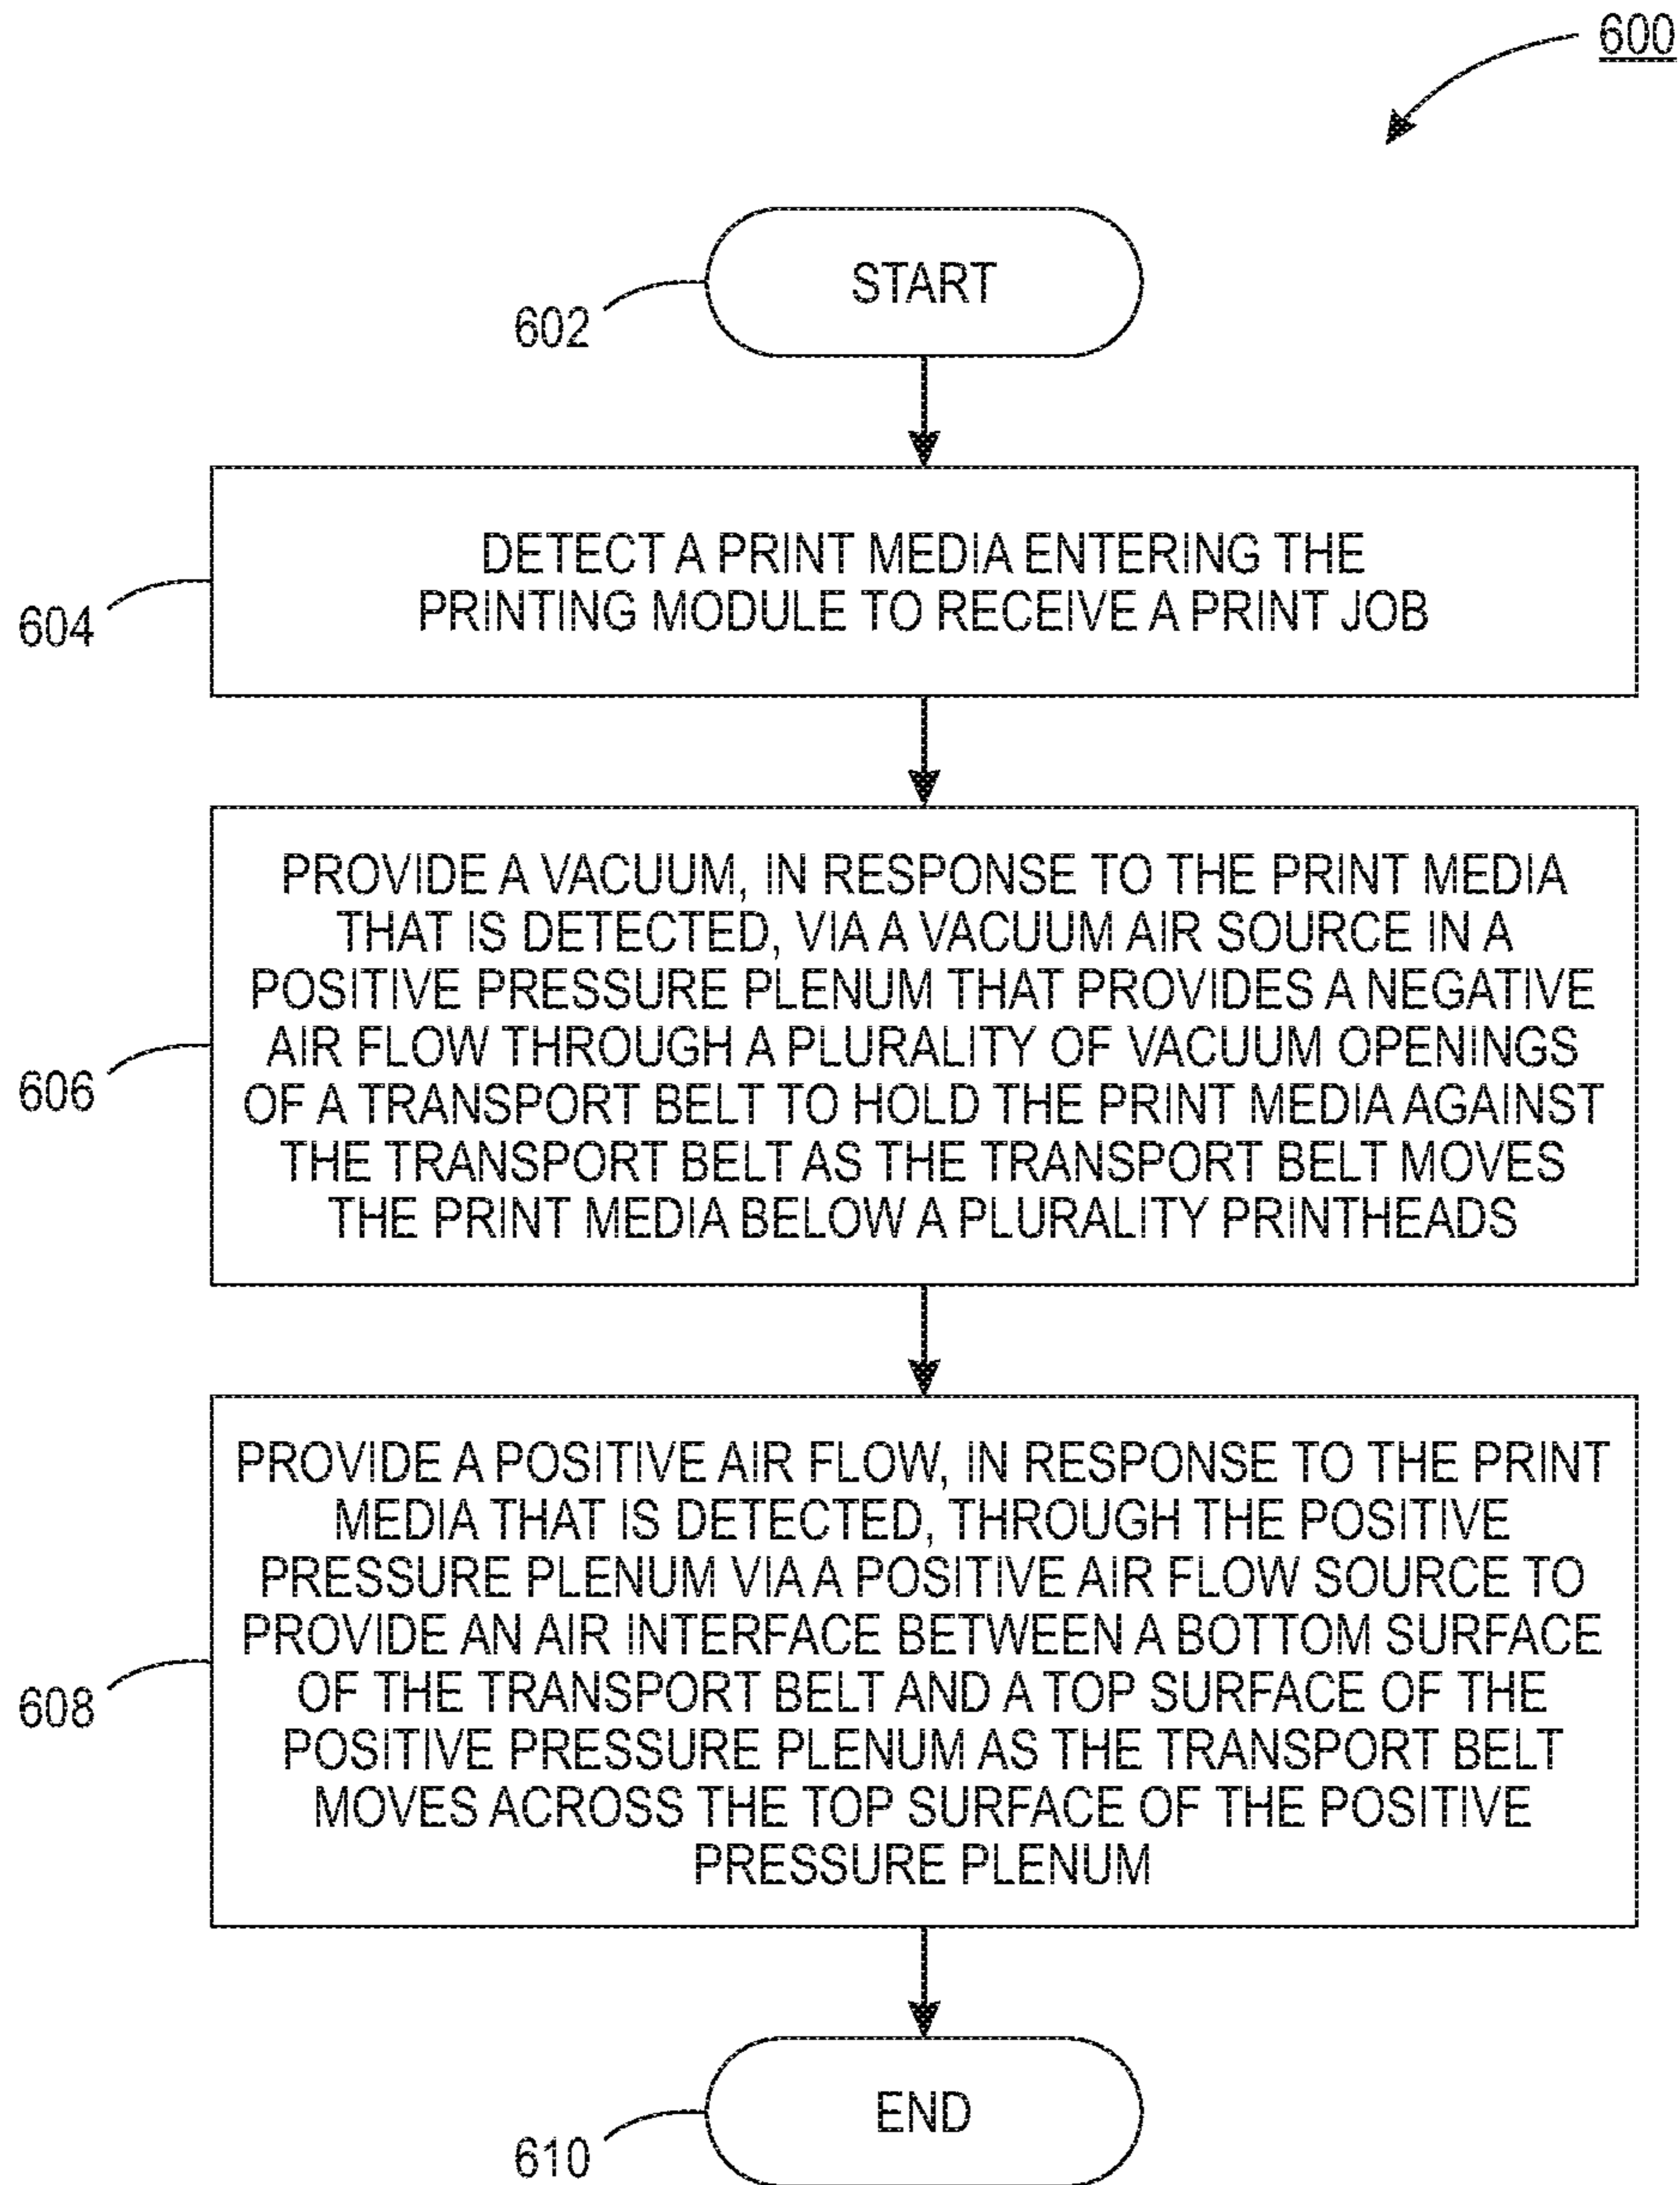 600
START
602
DETECT A PRINT MEDIA ENTERING THE
PRINTING MODULE TO RECEIVE A PRINT JOB
604
PROVIDE A VACUUM, IN RESPONSE TO THE PRINT MEDIA
THAT IS DETECTED, VIA A VACUUM AIR SOURCE IN A
POSITIVE PRESSURE PLENUM THAT PROVIDES A NEGATIVE
AIR FLOW THROUGH A PLURALITY OF VACUUM OPENINGS
OF A TRANSPORT BELT TO HOLD THE PRINT MEDIA AGAINST
THE TRANSPORT BELT AS THE TRANSPORT BELT MOVES
THE PRINT MEDIA BELOW A PLURALITY PRINTHEADS
606
PROVIDE A POSITIVE AIR FLOW, IN RESPONSE TO THE PRINT
MEDIA THAT IS DETECTED, THROUGH THE POSITIVE
PRESSURE PLENUM VIA A POSITIVE AIR FLOW SOURCE TO
PROVIDE AN AIR INTERFACE BETWEEN A BOTTOM SURFACE
OF THE TRANSPORT BELT AND A TOP SURFACE OF THE
POSITIVE PRESSURE PLENUM AS THE TRANSPORT BELT
MOVES ACROSS THE TOP SURFACE OF THE POSITIVE
PRESSURE PLENUM
608
END
610